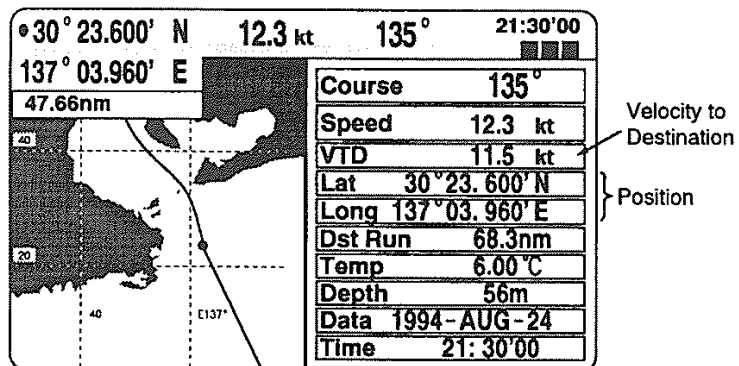 30° 23.600' N 12.3 kt 135° 21:30'00
137° 03.960' E
47.66nm
40
20
40 E137°
Course 135°
Speed 12.3 kt
VTD 11.5 kt
Lat 30°23.600'N
Long 137°03.960'E
Dst Run 68.3nm
Temp 6.00°C
Depth 56m
Data 1994-AUG-24
Time 21:30'00
Velocity to
Destination
Position